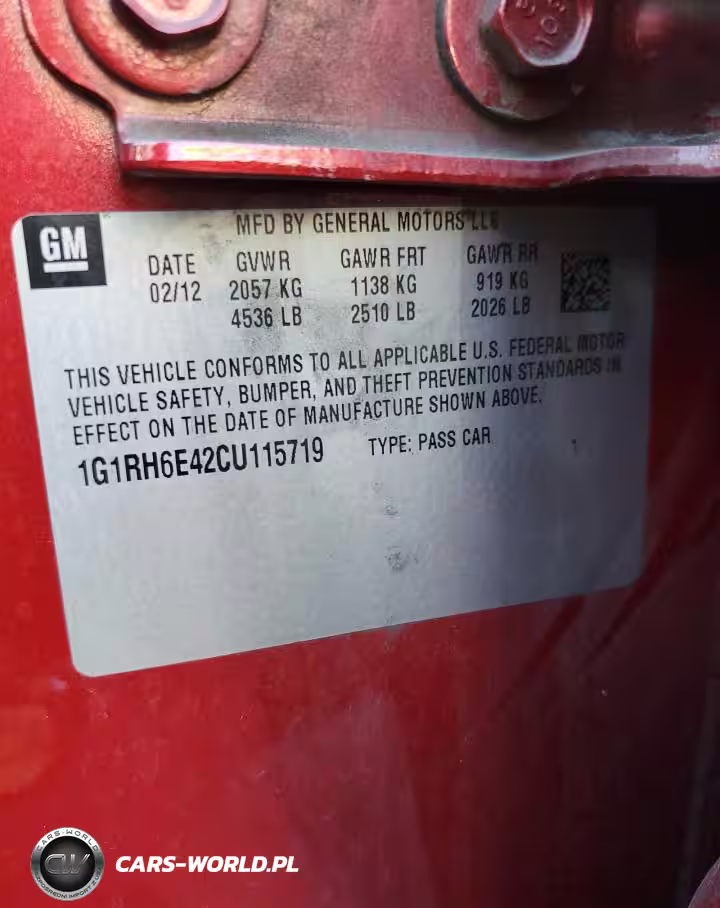 GM
MFD BY GENERAL MOTORS LLC
DATE GVWR GAWR FRT GAWR RR
02/12 2057 KG 1138 KG 919 KG
4536 LB 2510 LB 2026 LB
THIS VEHICLE CONFORMS TO ALL APPLICABLE U.S. FEDERAL MOTOR
VEHICLE SAFETY, BUMPER, AND THEFT PREVENTION STANDARDS IN
EFFECT ON THE DATE OF MANUFACTURE SHOWN ABOVE.
1G1RH6E42CU115719 TYPE: PASS CAR
CARS-WORLD
CW
CARS-WORLD.PL